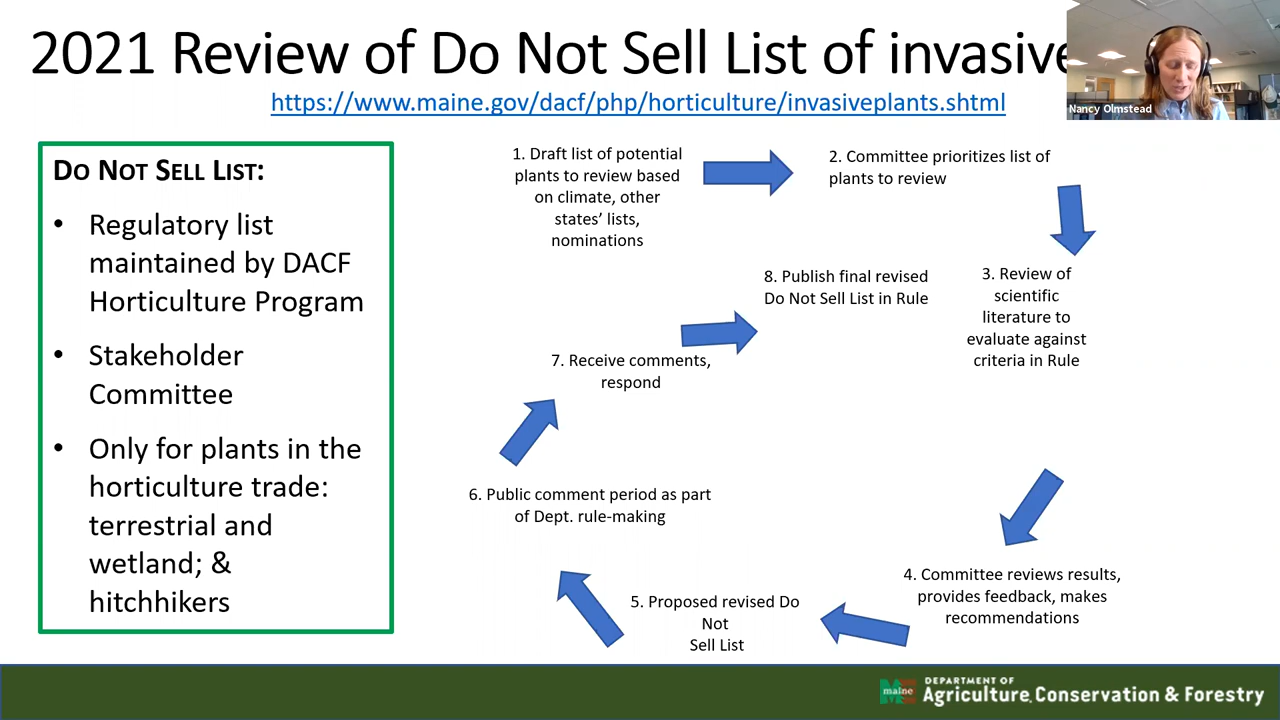 2021 Review of Do Not Sell List of invasive
https://www.maine.gov/dacf/php/horticulture/invasiveplants.shtml
Nancy Olmstead
DO NOT SELL LIST:
• Regulatory list
maintained by DACF
Horticulture Program
• Stakeholder
Committee
• Only for plants in the
horticulture trade:
terrestrial and
wetland; &
hitchhikers
1. Draft list of potential
plants to review based
on climate, other
states’ lists,
nominations
2. Committee prioritizes list of
plants to review
3. Review of
scientific
literature to
evaluate against
criteria in Rule
4. Committee reviews results,
provides feedback, makes
recommendations
5. Proposed revised Do
Not
Sell List
6. Public comment period as part
of Dept. rule-making
7. Receive comments,
respond
8. Publish final revised
Do Not Sell List in Rule
maine
DEPARTMENT OF
Agriculture, Conservation & Forestry